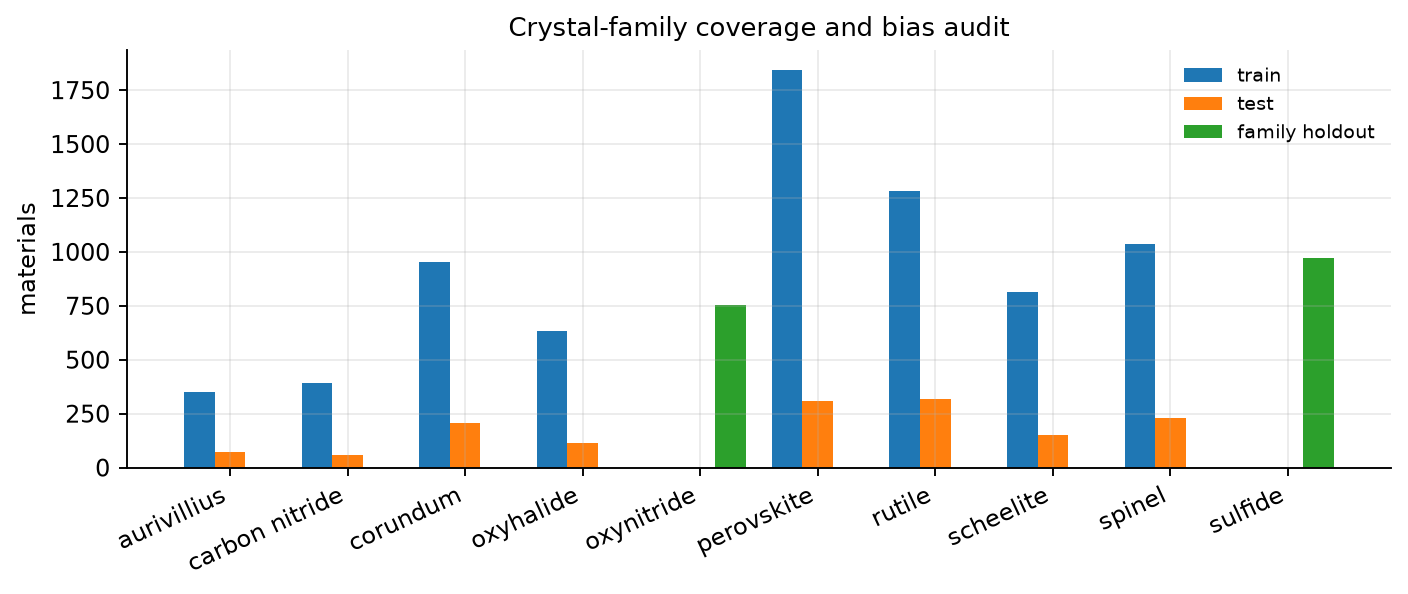 Crystal-family coverage and bias audit
train
test
family holdout
materials
1750
1500
1250
1000
750
500
250
0
aurivillius
carbon nitride
corundum
oxyhalide
oxynitride
perovskite
rutile
scheelite
spinel
sulfide